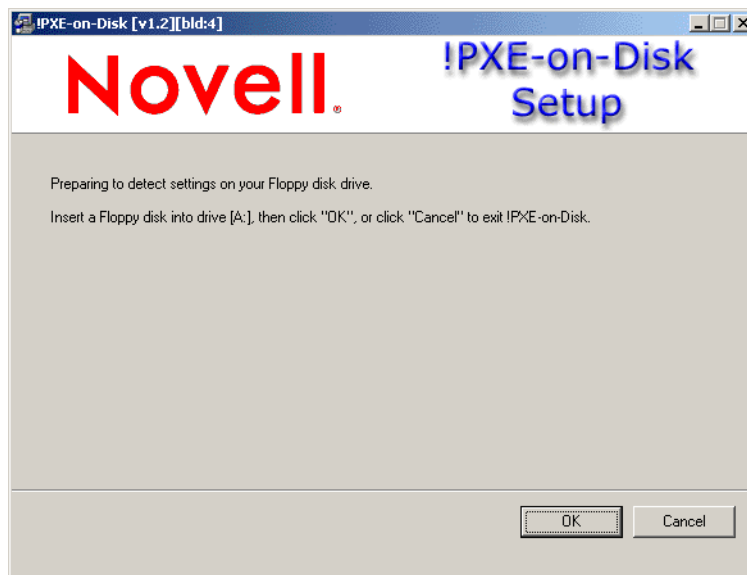 !PXE-on-Disk [v1.2][bld:4]
Novell®
!PXE-on-Disk
Setup
Preparing to detect settings on your Floppy disk drive.
Insert a Floppy disk into drive [A:], then click "OK", or click "Cancel" to exit !PXE-on-Disk.
OK
Cancel